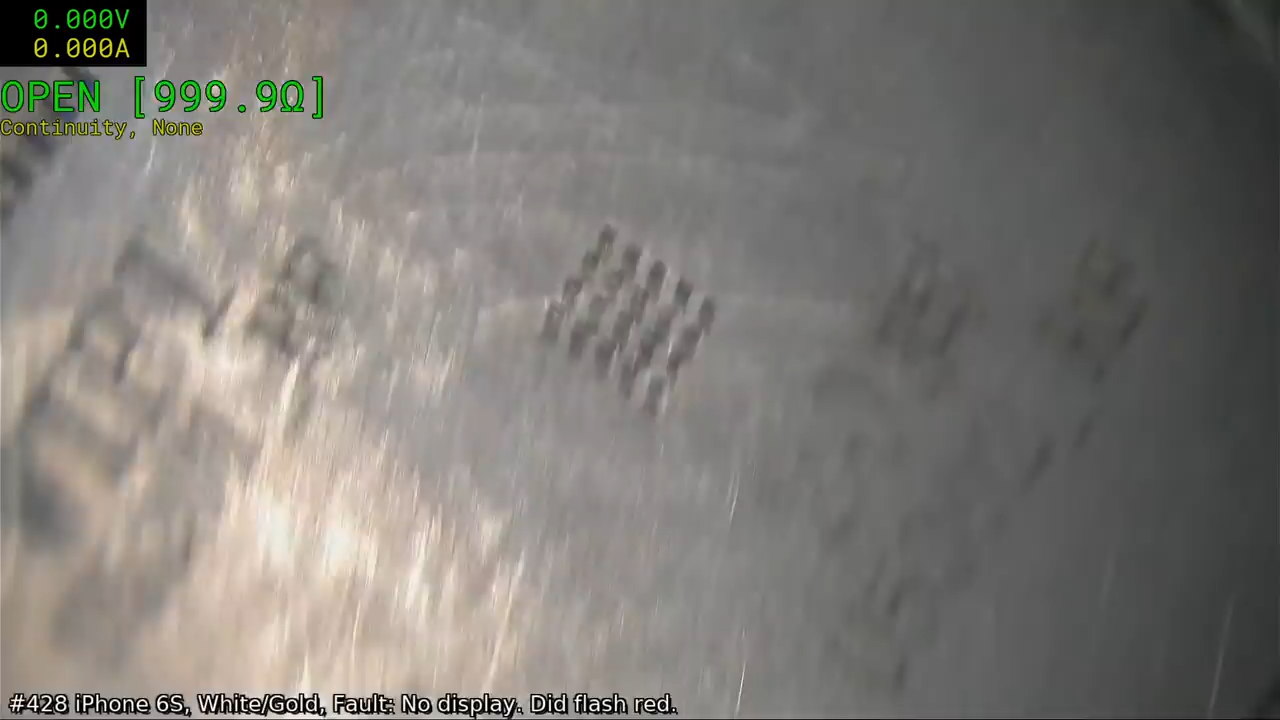 0.000V
0.000A
OPEN [999.9Ω]
Continuity, None
#428 iPhone 6S, White/Gold, Fault: No display. Did flash red.